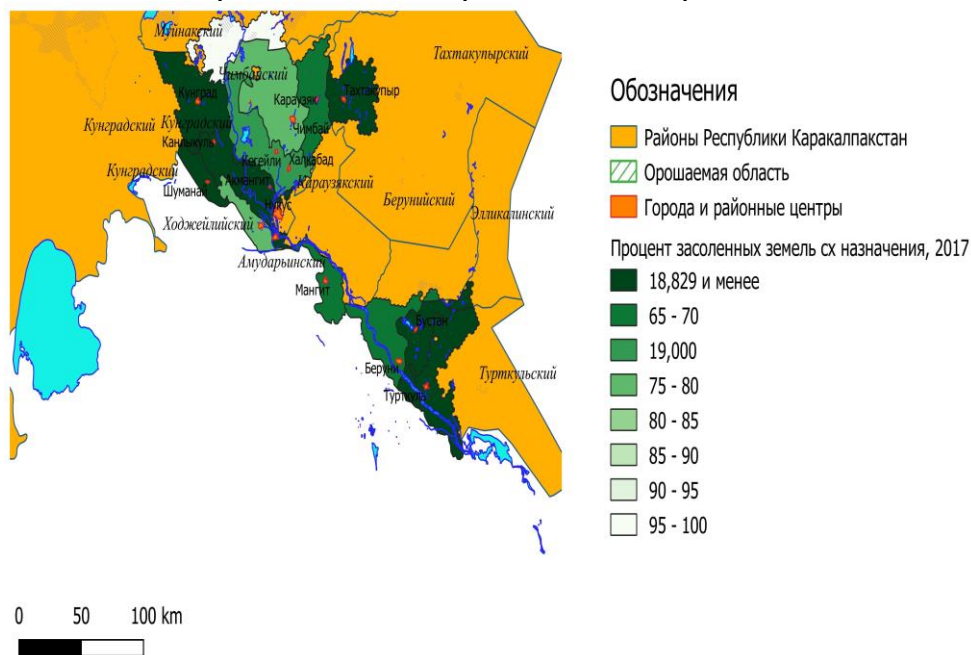 Муйнакский
Тахтакупырский
Чимбайский
Кунград
Караузяк
Тахтакупыр
Кунградский
Кунградский
Чимбай
Канлыкуль
Кегейли
Халкабад
Кунградский
Акмангит
Караузякский
Шуманай
Берунийский
Нукус
Элликалинский
Ходжейлийский
Амударьинский
Мангит
Бустан
Беруни
Турткульский
Турткуль
Обозначения
Районы Республики Каракалпакстан
Орошаемая область
Города и районные центры
Процент засоленных земель сх назначения, 2017
18,829 и менее
65 - 70
19,000
75 - 80
80 - 85
85 - 90
90 - 95
95 - 100
0 50 100 km